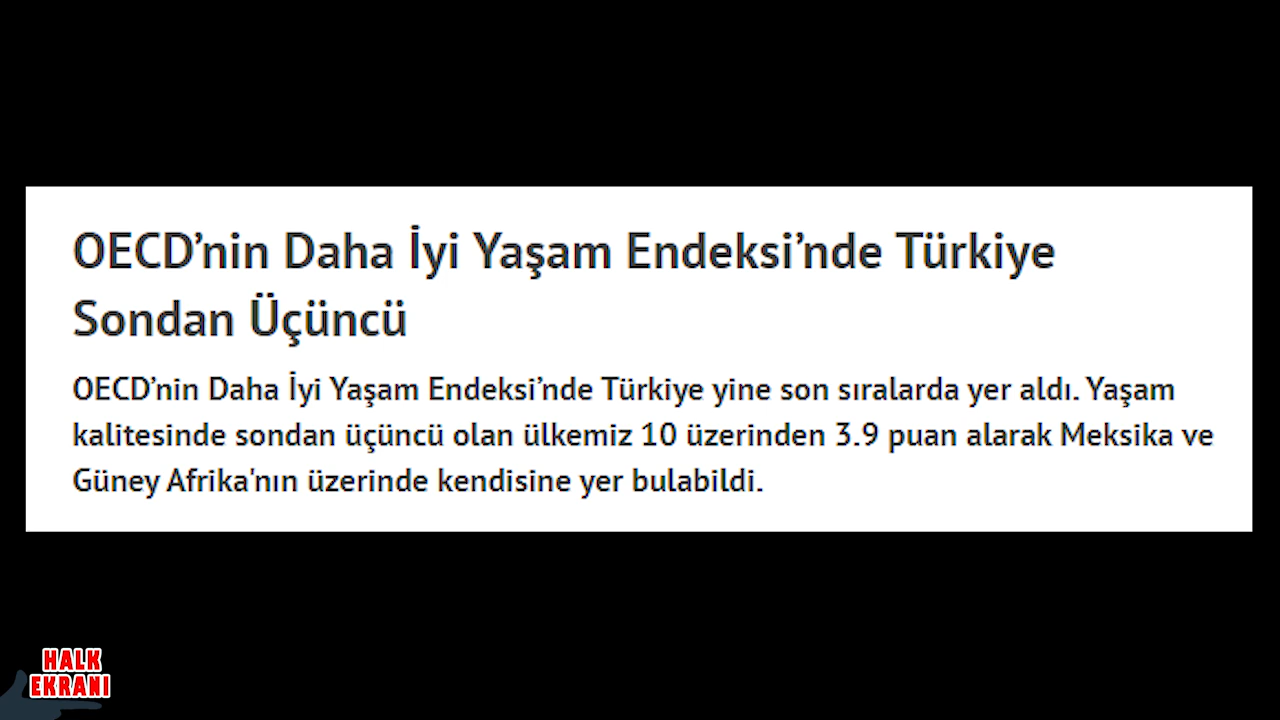 OECD’nin Daha İyi Yaşam Endeksi’nde Türkiye
Sondan Üçüncü
OECD’nin Daha İyi Yaşam Endeksi’nde Türkiye yine son sıralarda yer aldı. Yaşam
kalitesinde sondan üçüncü olan ülkemiz 10 üzerinden 3.9 puan alarak Meksika ve
Güney Afrika'nın üzerinde kendisine yer bulabildi.
HALK
EKRANI